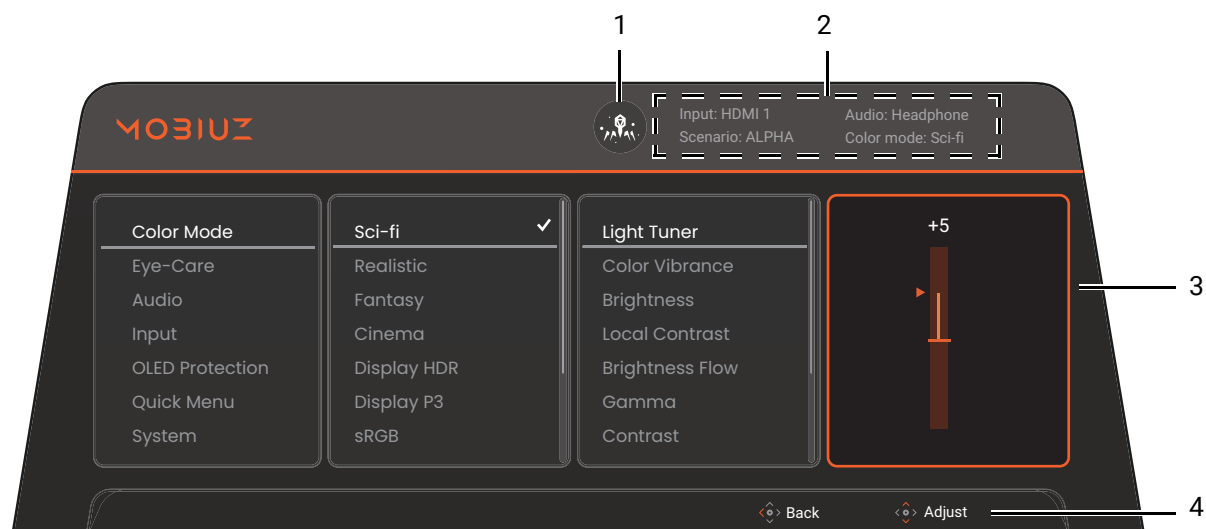 1
2
MOBIUZ
Input: HDMI 1
Audio: Headphone
Scenario: ALPHA
Color mode: Sci-fi
Color Mode
Eye-Care
Audio
Input
OLED Protection
Quick Menu
System
Sci-fi
Realistic
Fantasy
Cinema
Display HDR
Display P3
sRGB
Light Tuner
Color Vibrance
Brightness
Local Contrast
Brightness Flow
Gamma
Contrast
+5
3
Back
Adjust
4